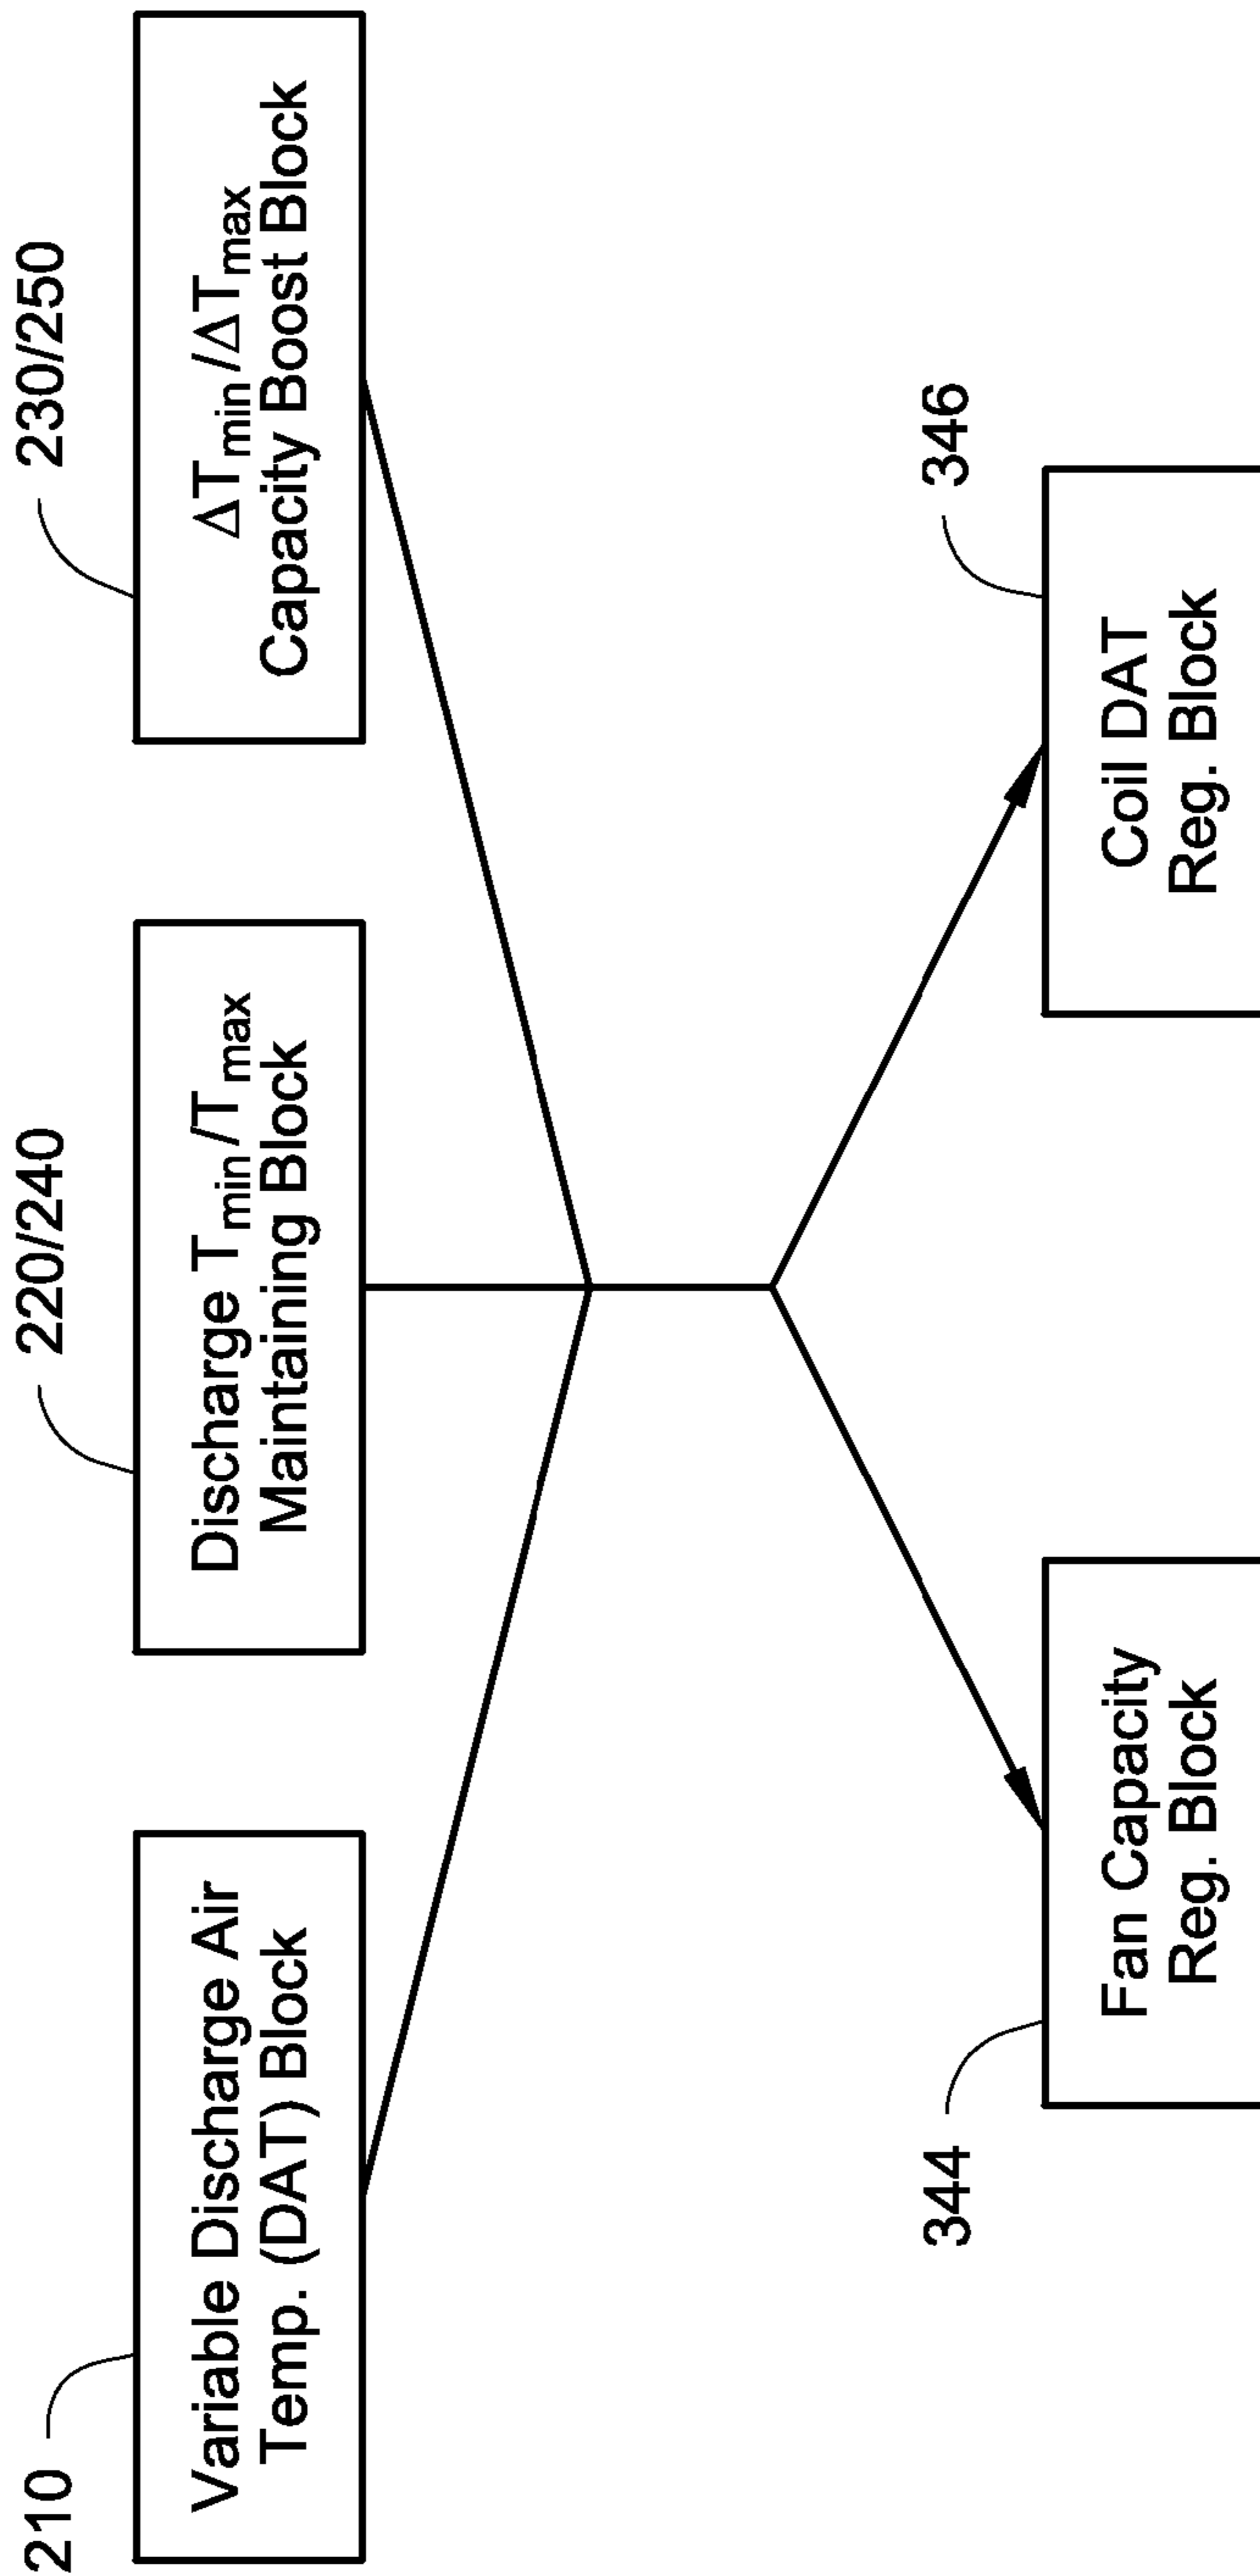 210
Variable Discharge Air
Temp. (DAT) Block
220/240
Discharge Tmin/Tmax
Maintaining Block
230/250
ΔTmin/ΔTmax
Capacity Boost Block
344
Fan Capacity
Reg. Block
346
Coil DAT
Reg. Block